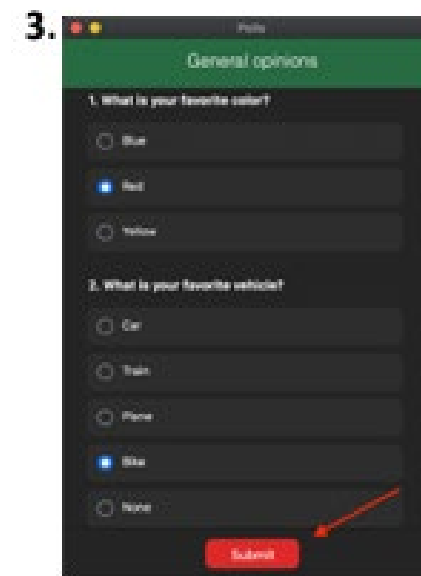 3.
Polls
General opinions
1. What is your favorite color?
Blue
Red
Yellow
2. What is your favorite vehicle?
Car
Train
Plane
Bike
None
Submit